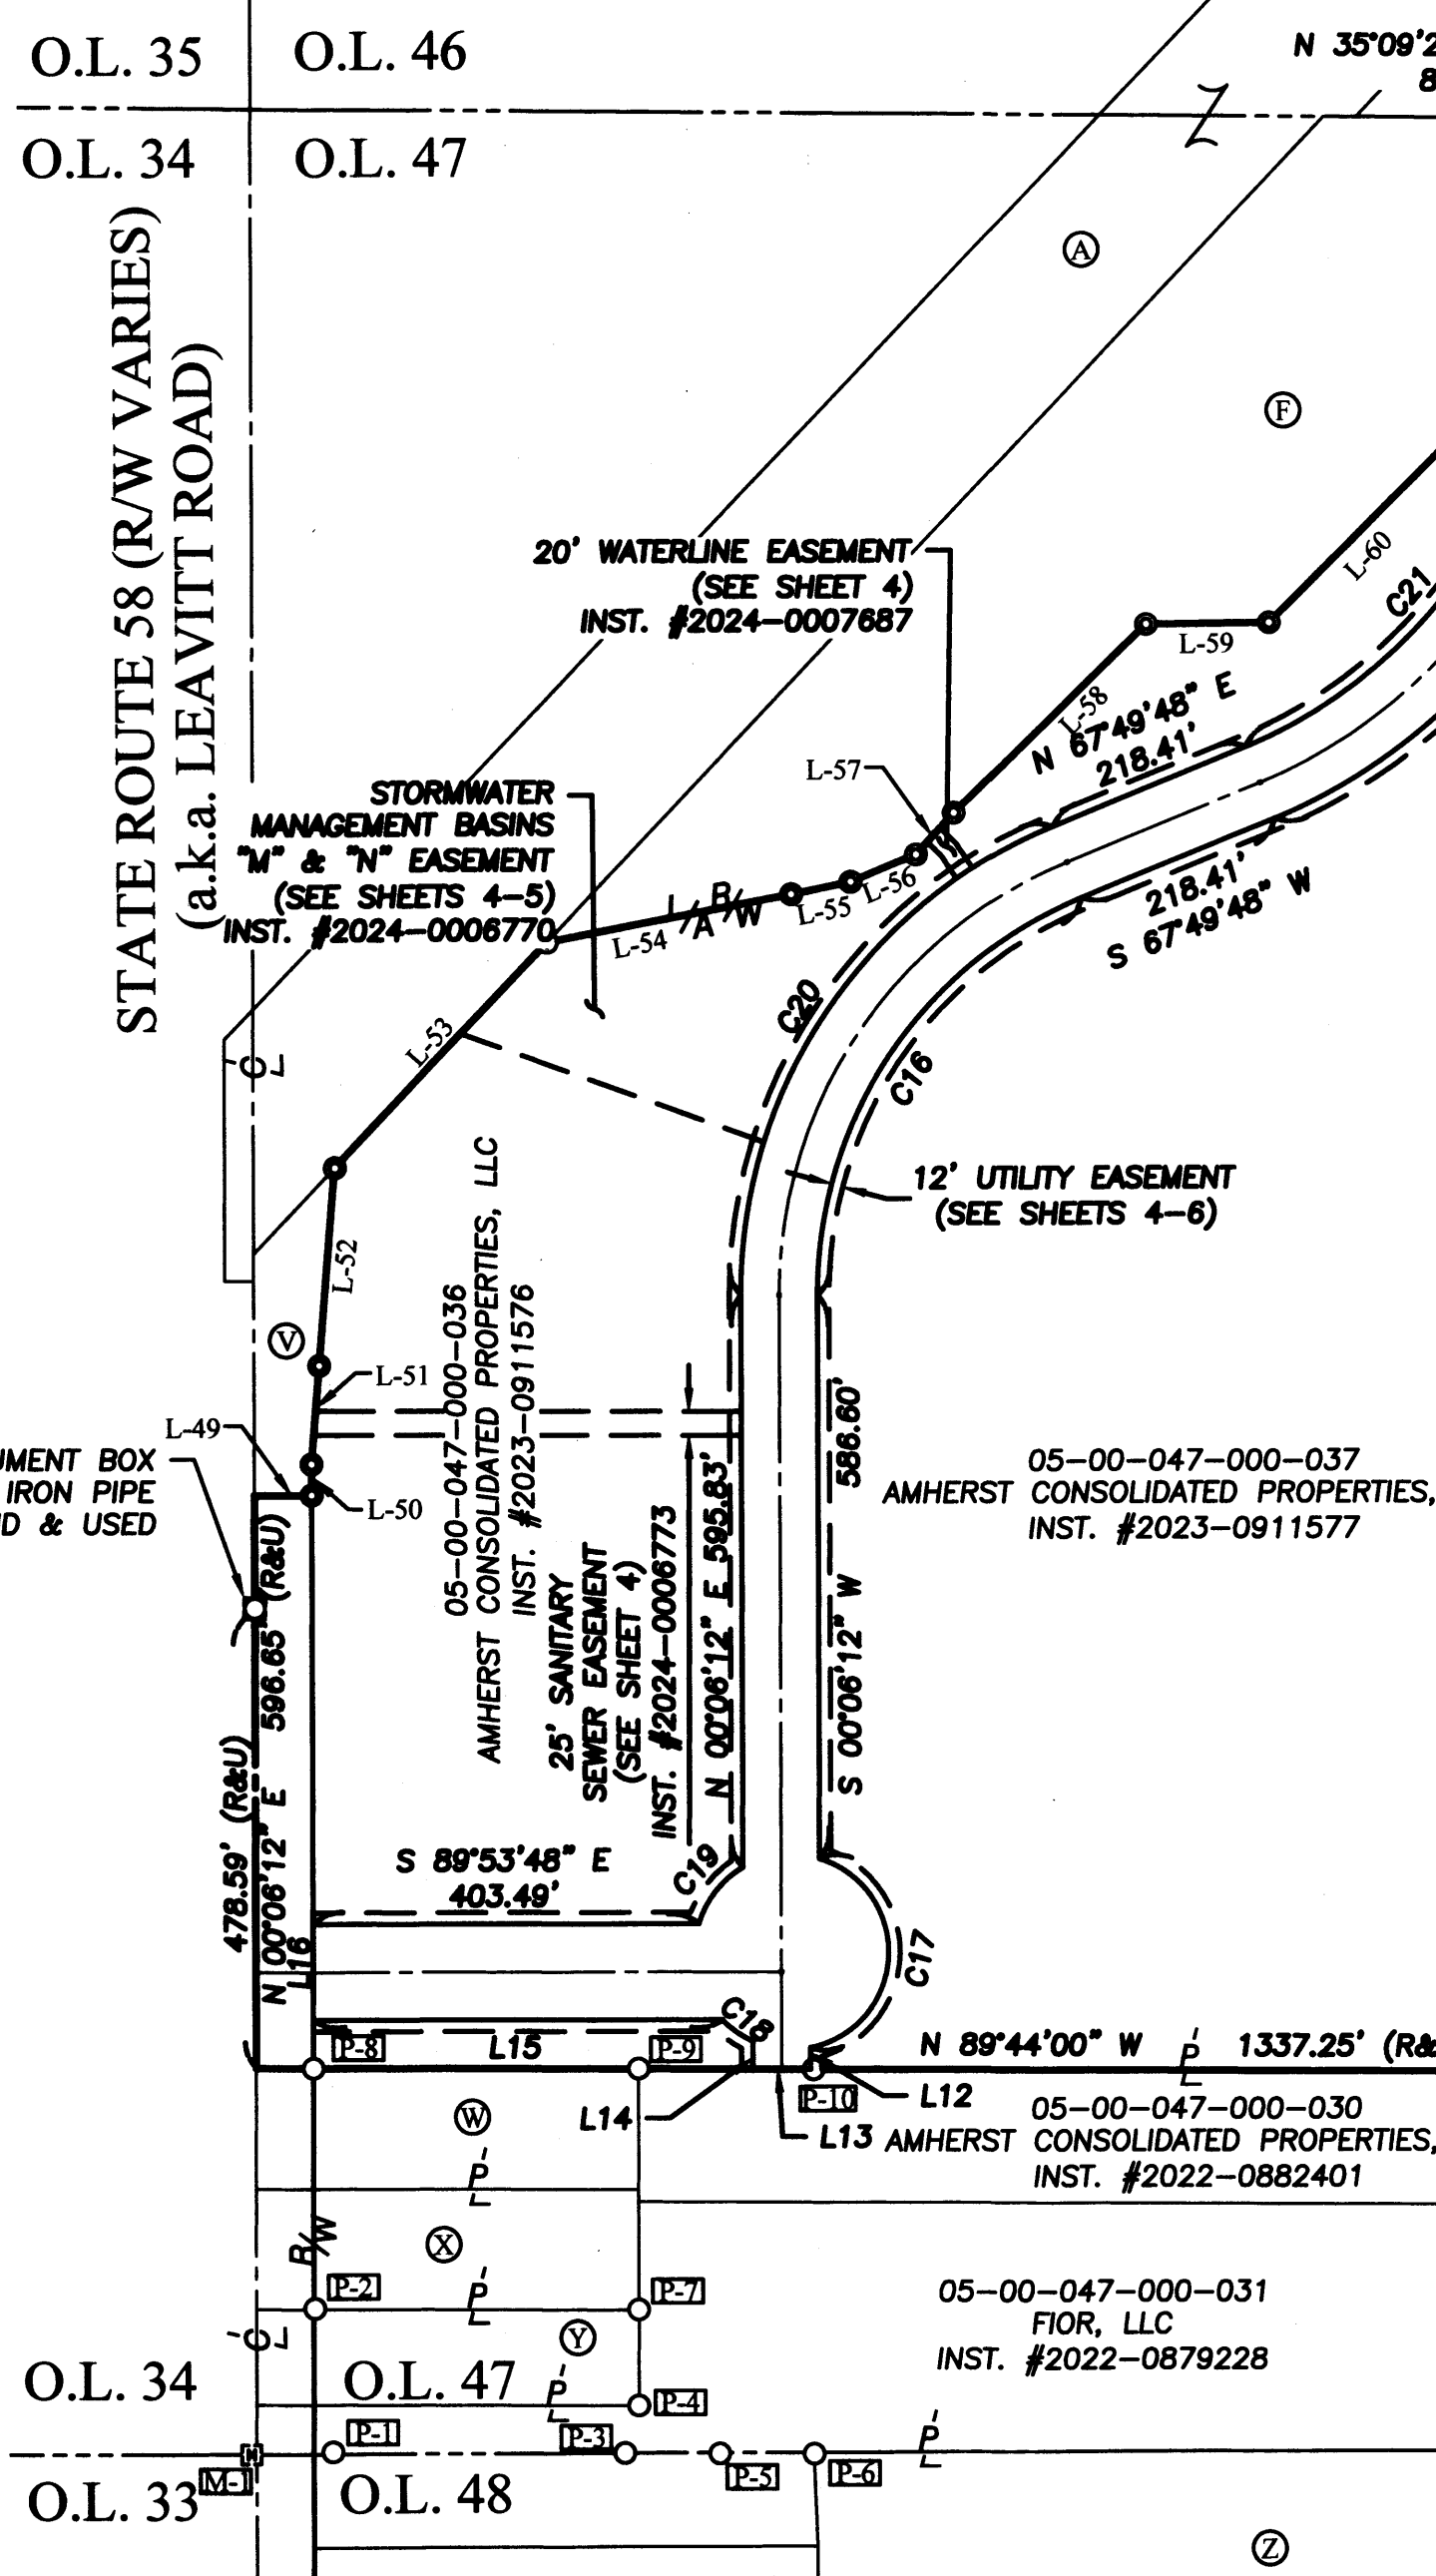 O.L. 35
O.L. 46
N 35°09'2
8
O.L. 34
O.L. 47
STATE ROUTE 58 (R/W VARIES)
(a.k.a. LEAVITT ROAD)
A
F
20' WATERLINE EASEMENT
(SEE SHEET 4)
INST. #2024-0007687
L-60
C21
L-59
L-58
N 67°49'48" E
218.41'
L-57
STORMWATER
MANAGEMENT BASINS
"M" & "N" EASEMENT
(SEE SHEETS 4-5)
INST. #2024-0006770
L-56
L-55
L/A R/W
L-54
218.41'
S 67°49'48" W
C20
L-53
C16
CL
12' UTILITY EASEMENT
(SEE SHEETS 4-6)
L-52
V
L-51
05-00-047-000-036
AMHERST CONSOLIDATED PROPERTIES, LLC
INST. #2023-0911576
L-49
UMENT BOX
IRON PIPE
D & USED
L-50
586.60'
S 00°06'12" W
05-00-047-000-037
AMHERST CONSOLIDATED PROPERTIES,
INST. #2023-0911577
25' SANITARY
SEWER EASEMENT
(SEE SHEET 4)
INST. #2024-0006773
N 00°06'12" E 595.83'
478.59' (R&U)
N 00°06'12" E 596.65' (R&U)
L16
S 89°53'48" E
403.49'
C19
C17
C18
P-8
L15
P-9
N 89°44'00" W
PL
1337.25' (R&
P-10
L12
L14
L13
W
05-00-047-000-030
AMHERST CONSOLIDATED PROPERTIES,
INST. #2022-0882401
PL
R/W
X
P-2
PL
P-7
05-00-047-000-031
FIOR, LLC
INST. #2022-0879228
CL
Y
O.L. 34
O.L. 47
PL
P-4
P-1
P-3
PL
M-1
P-5
P-6
O.L. 33
O.L. 48
Z